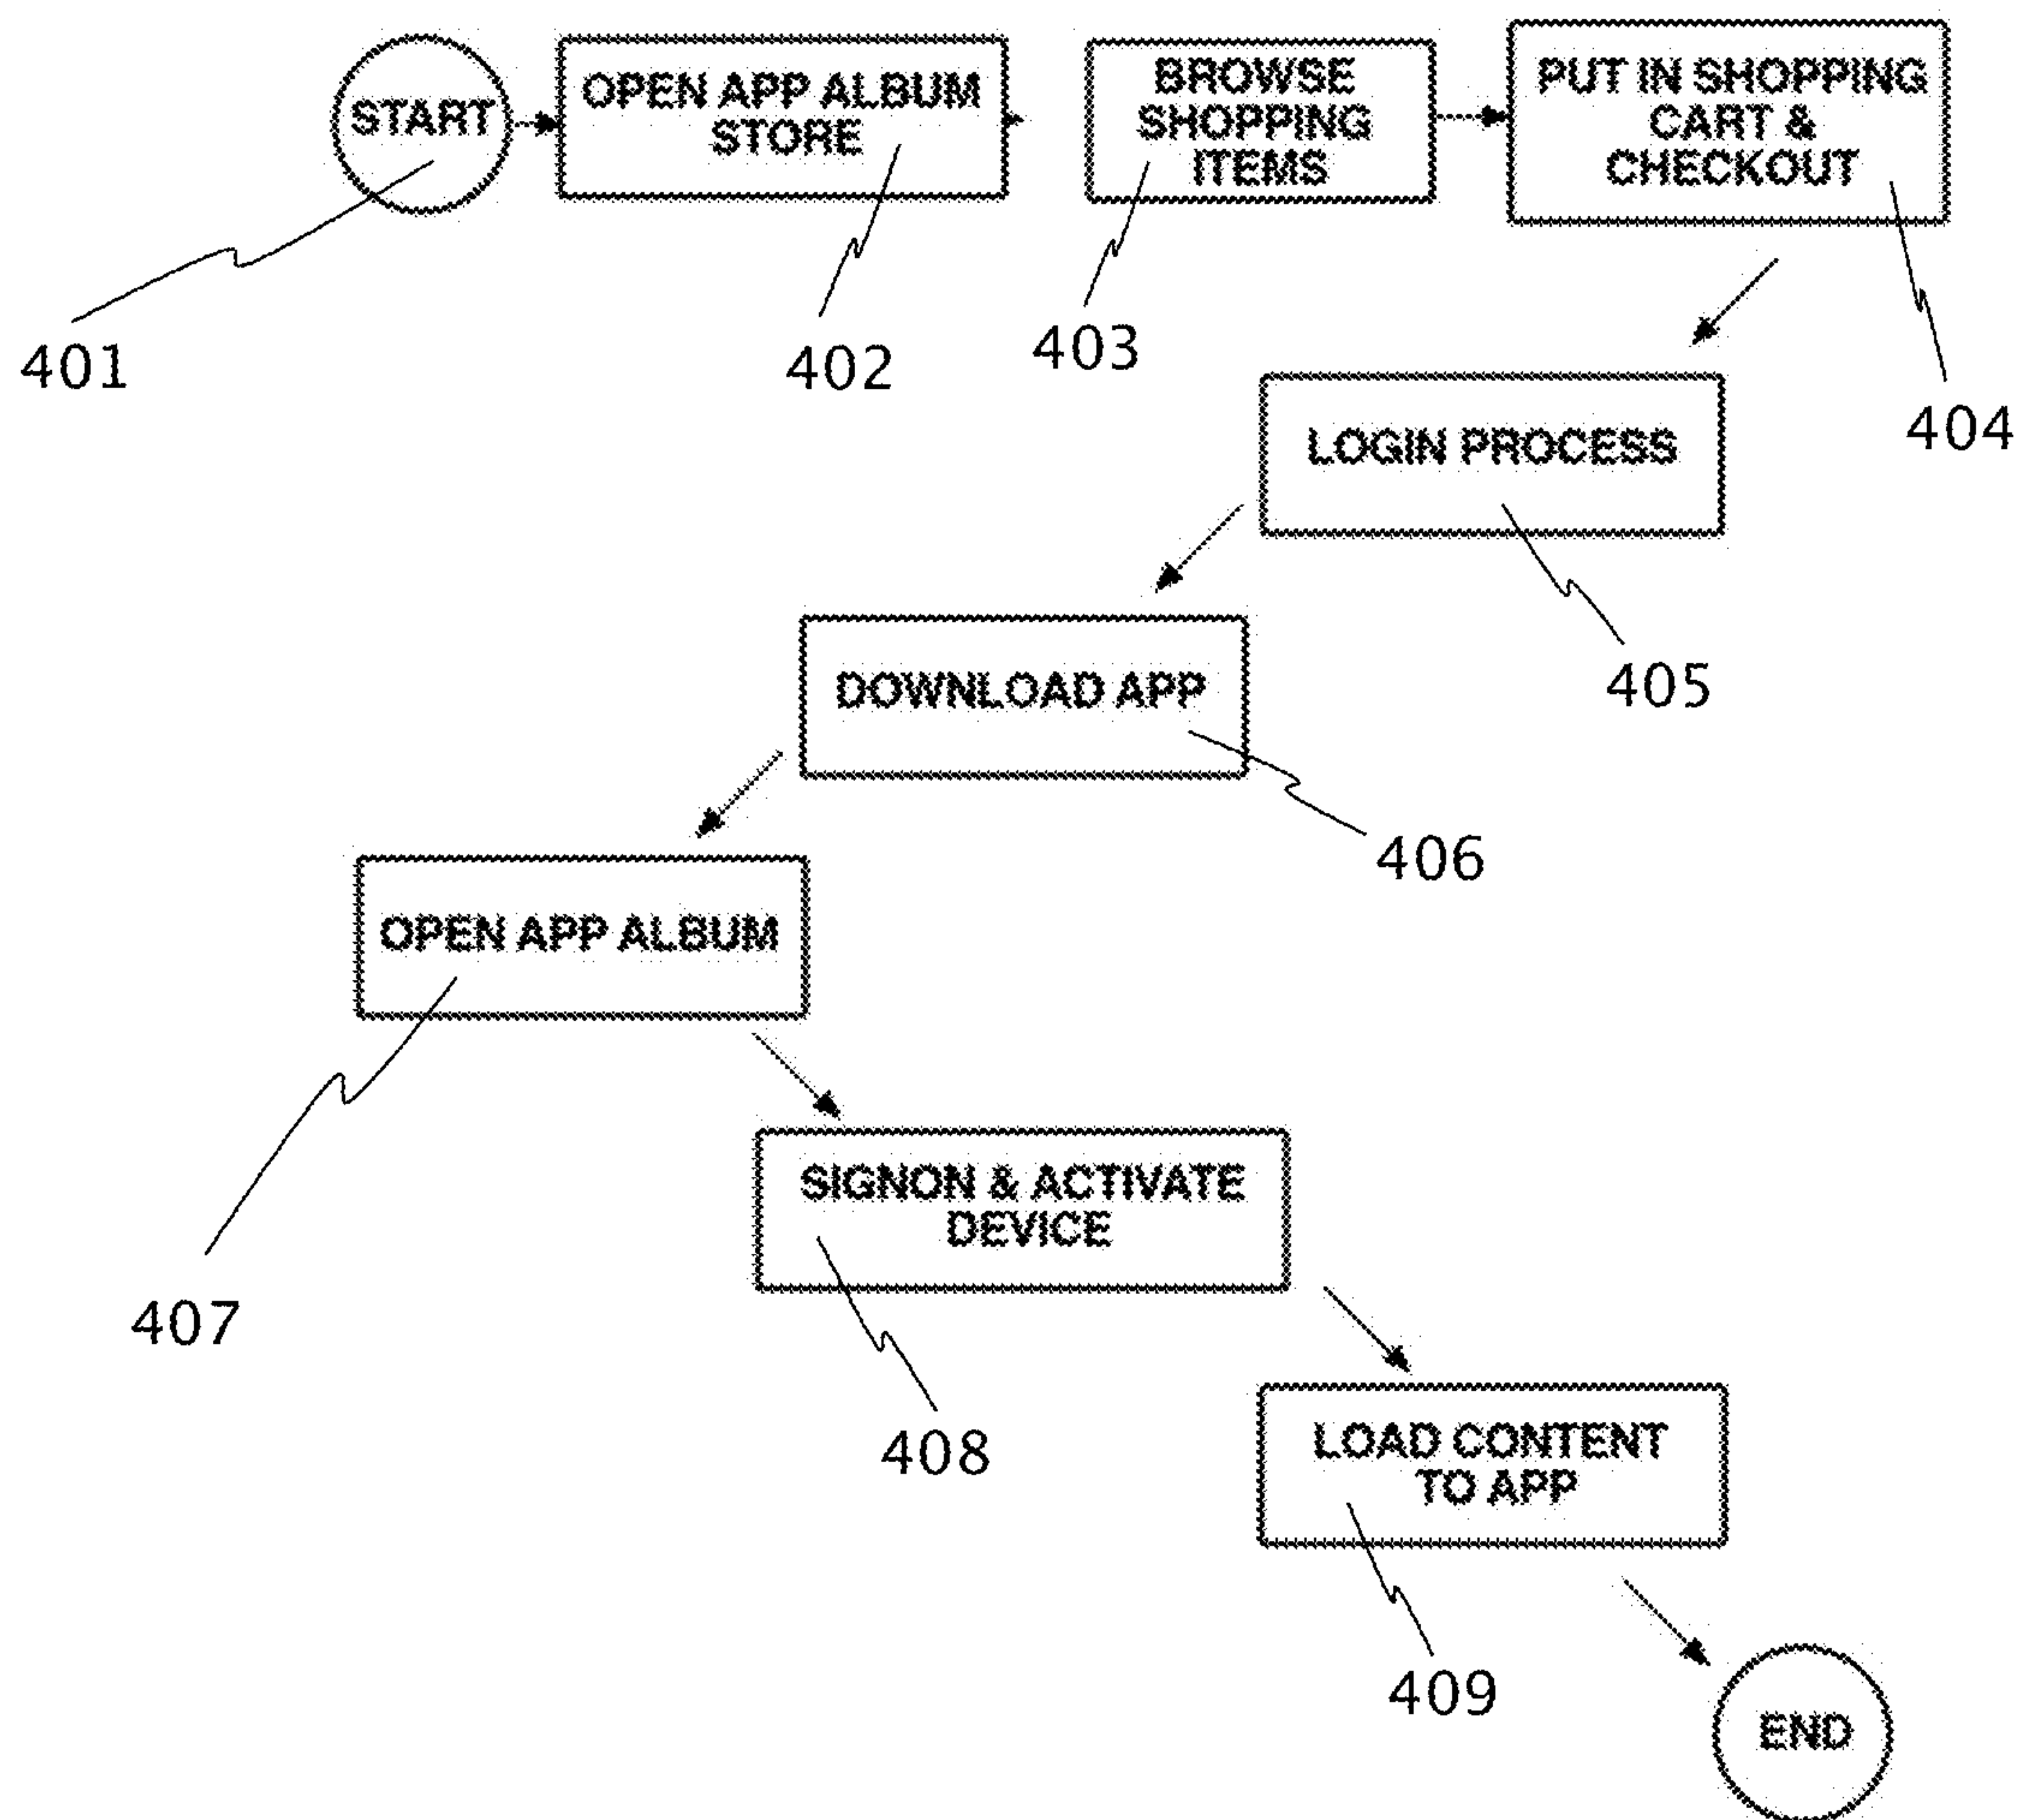 START
OPEN APP ALBUM
STORE
BROWSE
SHOPPING
ITEMS
PUT IN SHOPPING
CART &
CHECKOUT
401
402
403
404
LOGIN PROCESS
405
DOWNLOAD APP
406
OPEN APP ALBUM
407
SIGNON & ACTIVATE
DEVICE
408
LOAD CONTENT
TO APP
409
END